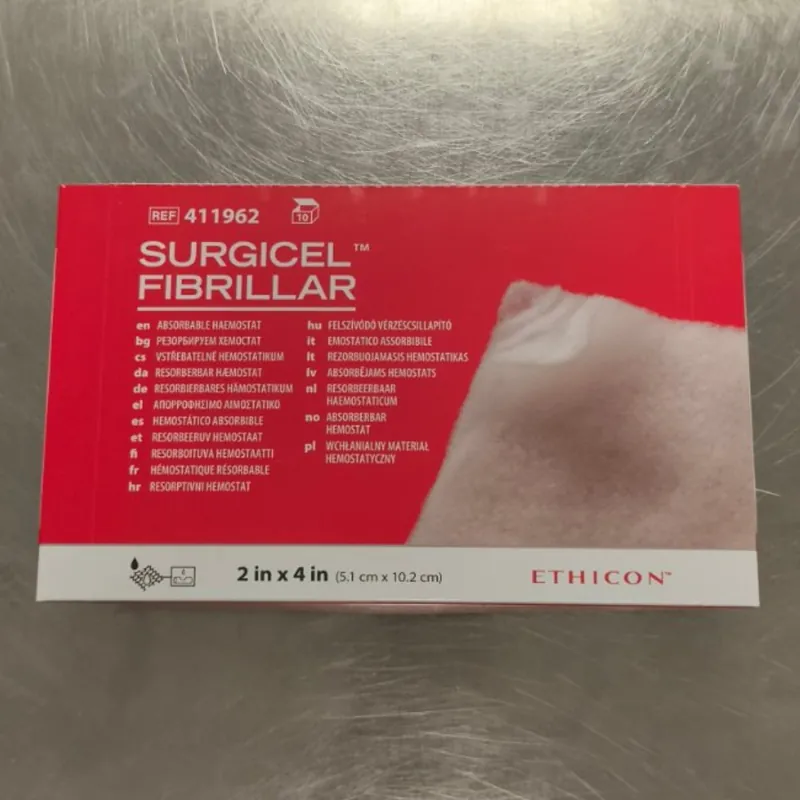 REF 411962
10
SURGICEL™
FIBRILLAR
en ABSORBABLE HAEMOSTAT
bg РЕЗОРБИРУЕМ ХЕМОСТАТ
cs VSTŘEBATELNÉ HEMOSTATIKUM
da RESORBERBAR HÆMOSTAT
de RESORBIERBARES HÄMOSTATIKUM
el ΑΠΟΡΡΟΦΗΣΙΜΟ ΑΙΜΟΣΤΑΤΙΚΟ
es HEMOSTÁTICO ABSORBIBLE
et RESORBEERUV HEMOSTAAT
fi RESORBOITUVA HEMOSTAATTI
fr HÉMOSTATIQUE RÉSORBABLE
hr RESORPTIVNI HEMOSTAT
hu FELSZÍVÓDÓ VÉRZÉSCSILLAPÍTÓ
it EMOSTATICO ASSORBIBILE
lt REZORBUOJAMASIS HEMOSTATIKAS
lv ABSORBĒJAMS HEMOSTATS
nl RESORBEERBAAR
HAEMOSTATICUM
no ABSORBERBAR
HEMOSTAT
pl WCHŁANIALNY MATERIAŁ
HEMOSTATYCZNY
2 in x 4 in (5.1 cm x 10.2 cm)
ETHICON™